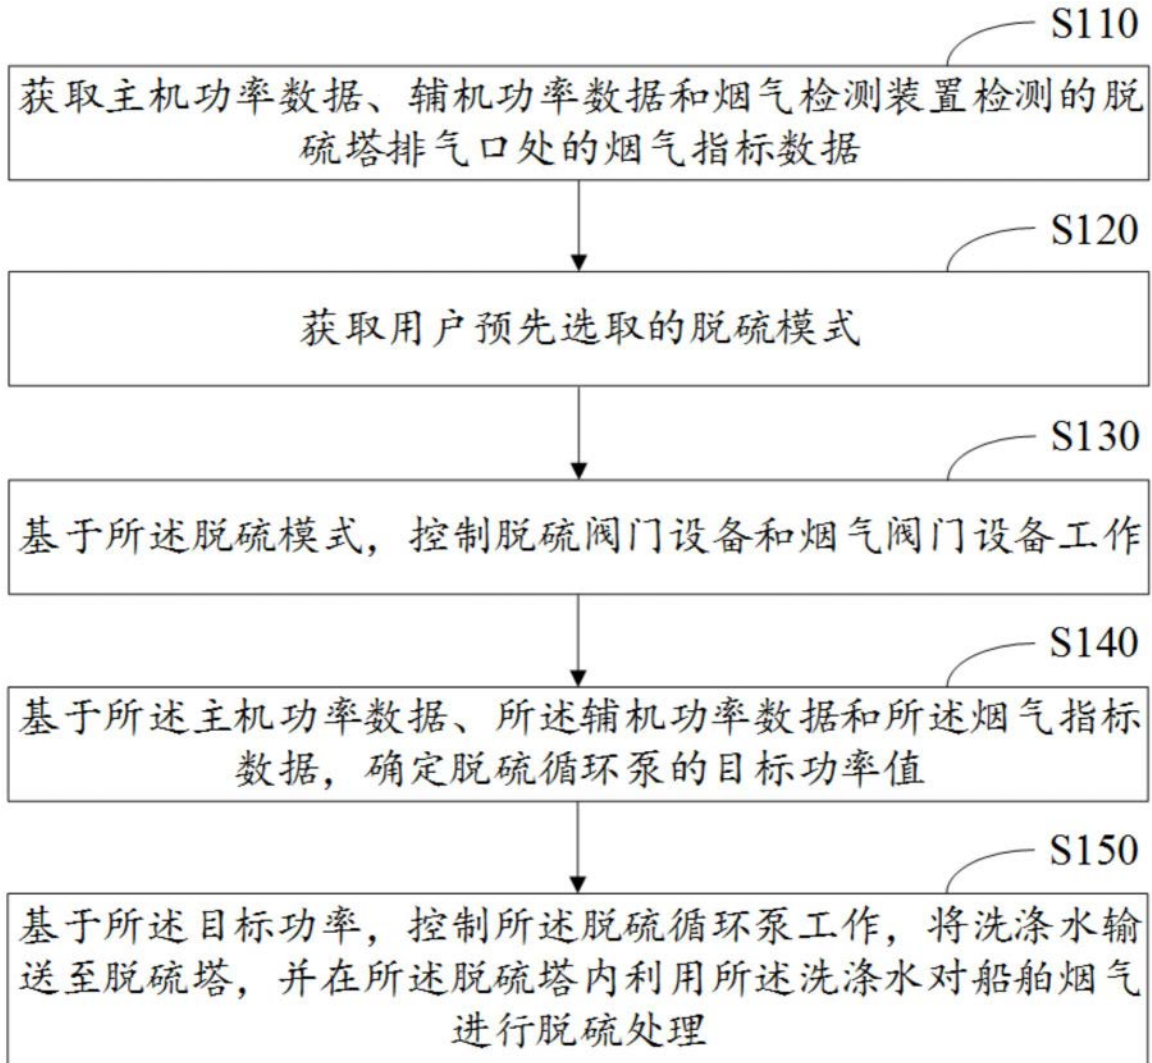 S110
获取主机功率数据、辅机功率数据和烟气检测装置检测的脱
硫塔排气口处的烟气指标数据
S120
获取用户预先选取的脱硫模式
S130
基于所述脱硫模式，控制脱硫阀门设备和烟气阀门设备工作
S140
基于所述主机功率数据、所述辅机功率数据和所述烟气指标
数据，确定脱硫循环泵的目标功率值
S150
基于所述目标功率，控制所述脱硫循环泵工作，将洗涤水输
送至脱硫塔，并在所述脱硫塔内利用所述洗涤水对船舶烟气
进行脱硫处理